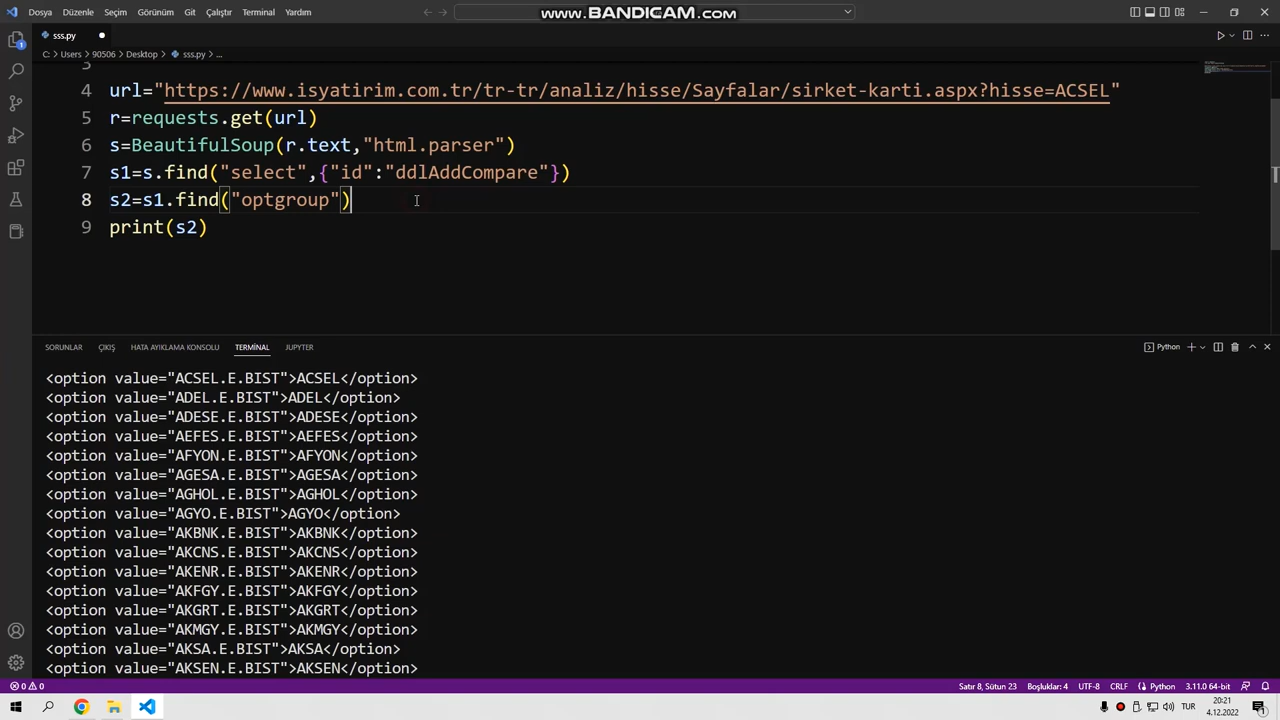 Dosya Düzenle Seçim Görünüm Git Çalıştır Terminal Yardım
www.BANDICAM.com
sss.py
C: > Users > 90506 > Desktop > sss.py > ...
3
4 url="https://www.isyatirim.com.tr/tr-tr/analiz/hisse/Sayfalar/sirket-karti.aspx?hisse=ACSEL"
5 r=requests.get(url)
6 s=BeautifulSoup(r.text,"html.parser")
7 s1=s.find("select",{"id":"ddlAddCompare"})
8 s2=s1.find("optgroup")
9 print(s2)
SORUNLAR ÇIKIŞ HATA AYIKLAMA KONSOLU TERMİNAL JUPYTER
Python
<option value="ACSEL.E.BIST">ACSEL</option>
<option value="ADEL.E.BIST">ADEL</option>
<option value="ADESE.E.BIST">ADESE</option>
<option value="AEFES.E.BIST">AEFES</option>
<option value="AFYON.E.BIST">AFYON</option>
<option value="AGESA.E.BIST">AGESA</option>
<option value="AGHOL.E.BIST">AGHOL</option>
<option value="AGYO.E.BIST">AGYO</option>
<option value="AKBNK.E.BIST">AKBNK</option>
<option value="AKCNS.E.BIST">AKCNS</option>
<option value="AKENR.E.BIST">AKENR</option>
<option value="AKFGY.E.BIST">AKFGY</option>
<option value="AKGRT.E.BIST">AKGRT</option>
<option value="AKMGY.E.BIST">AKMGY</option>
<option value="AKSA.E.BIST">AKSA</option>
<option value="AKSEN.E.BIST">AKSEN</option>
0 0 Satır 8, Sütun 23 Boşluklar: 4 UTF-8 CRLF Python 3.11.0 64-bit
TUR
20:21
4.12.2022